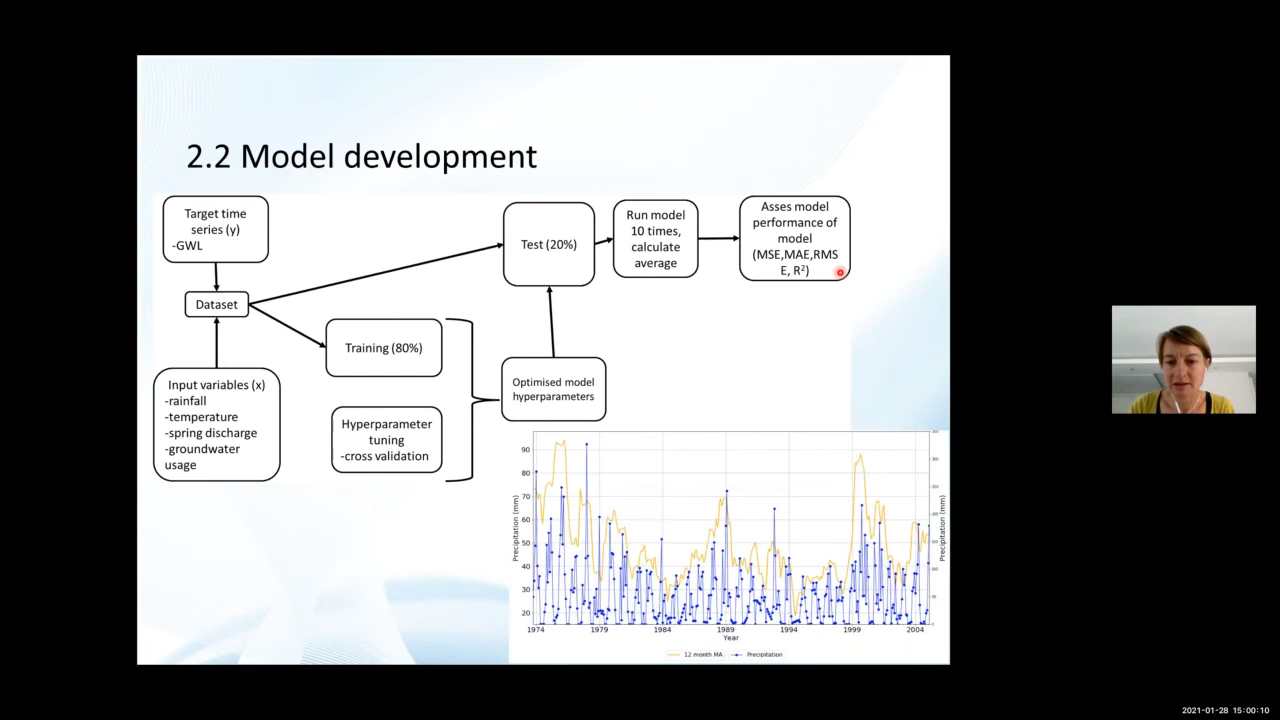 2.2 Model development
Target time
series (y)
-GWL
Dataset
Input variables (x)
-rainfall
-temperature
-spring discharge
-groundwater
usage
Training (80%)
Hyperparameter
tuning
-cross validation
Optimised model
hyperparameters
Test (20%)
Run model
10 times,
calculate
average
Asses model
performance of
model
(MSE,MAE,RMS
E, R²)
Precipitation (mm)
90
80
70
60
50
40
30
20
1974 1979 1984 1989 1994 1999 2004
Year
Precipitation (mm)
12 month MA Precipitation
2021-01-28 15:00:10